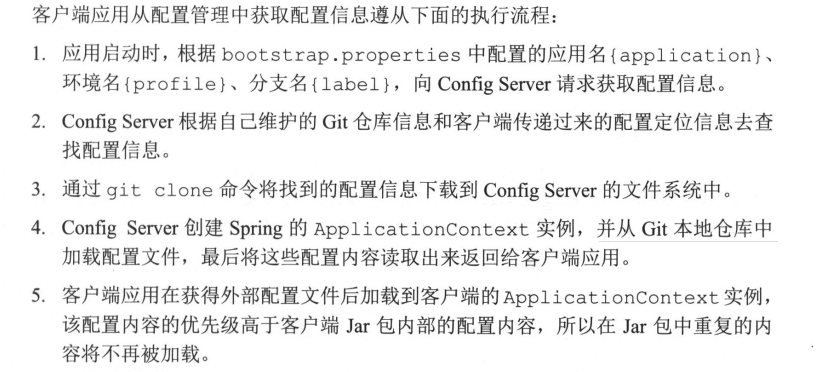 客户端应用从配置管理中获取配置信息遵从下面的执行流程：
1. 应用启动时，根据 bootstrap.properties 中配置的应用名{application}、
环境名{profile}、分支名{label}，向 Config Server 请求获取配置信息。
2. Config Server 根据自己维护的 Git 仓库信息和客户端传递过来的配置定位信息去查
找配置信息。
3. 通过 git clone 命令将找到的配置信息下载到 Config Server 的文件系统中。
4. Config Server 创建 Spring 的 ApplicationContext 实例，并从 Git 本地仓库中
加载配置文件，最后将这些配置内容读取出来返回给客户端应用。
5. 客户端应用在获得外部配置文件后加载到客户端的 ApplicationContext 实例，
该配置内容的优先级高于客户端 Jar 包内部的配置内容，所以在 Jar 包中重复的内
容将不再被加载。